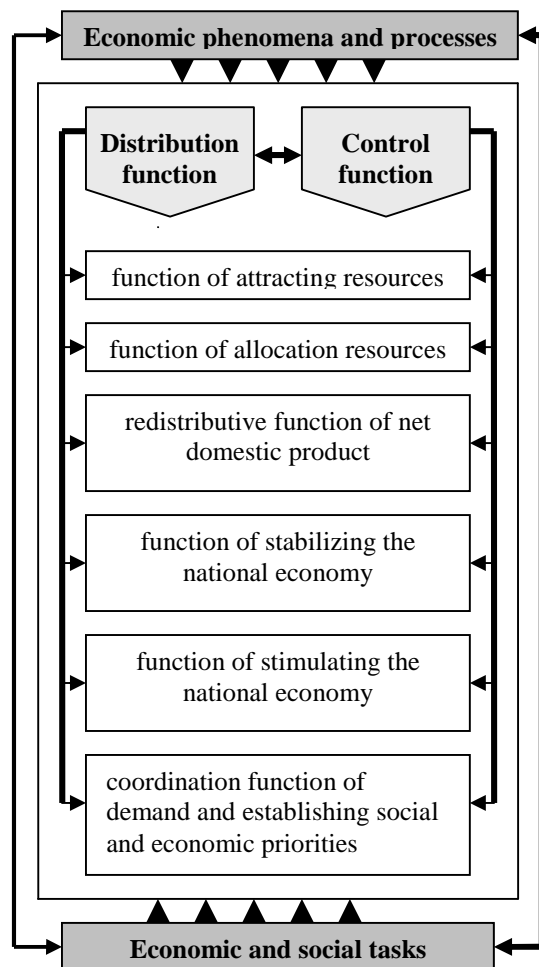 Economic phenomena and processes
Distribution
function
Control
function
function of attracting resources
function of allocation resources
redistributive function of net
domestic product
function of stabilizing the
national economy
function of stimulating the
national economy
coordination function of
demand and establishing social
and economic priorities
Economic and social tasks